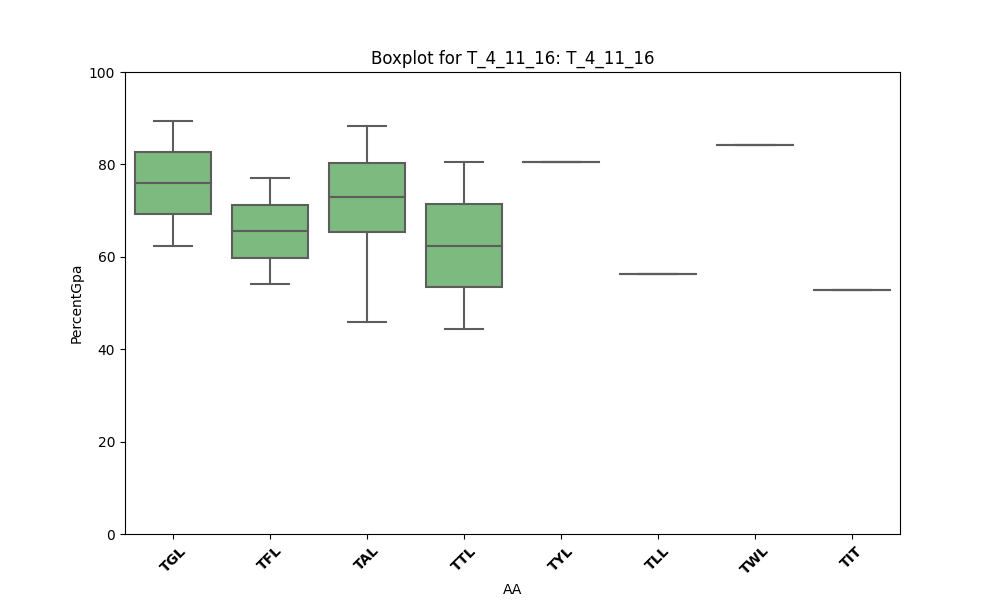 Boxplot for T_4_11_16: T_4_11_16
100
80
60
40
20
0
PercentGpa
TGL
TFL
TAL
TTL
TYL
TLL
TWL
TIT
AA